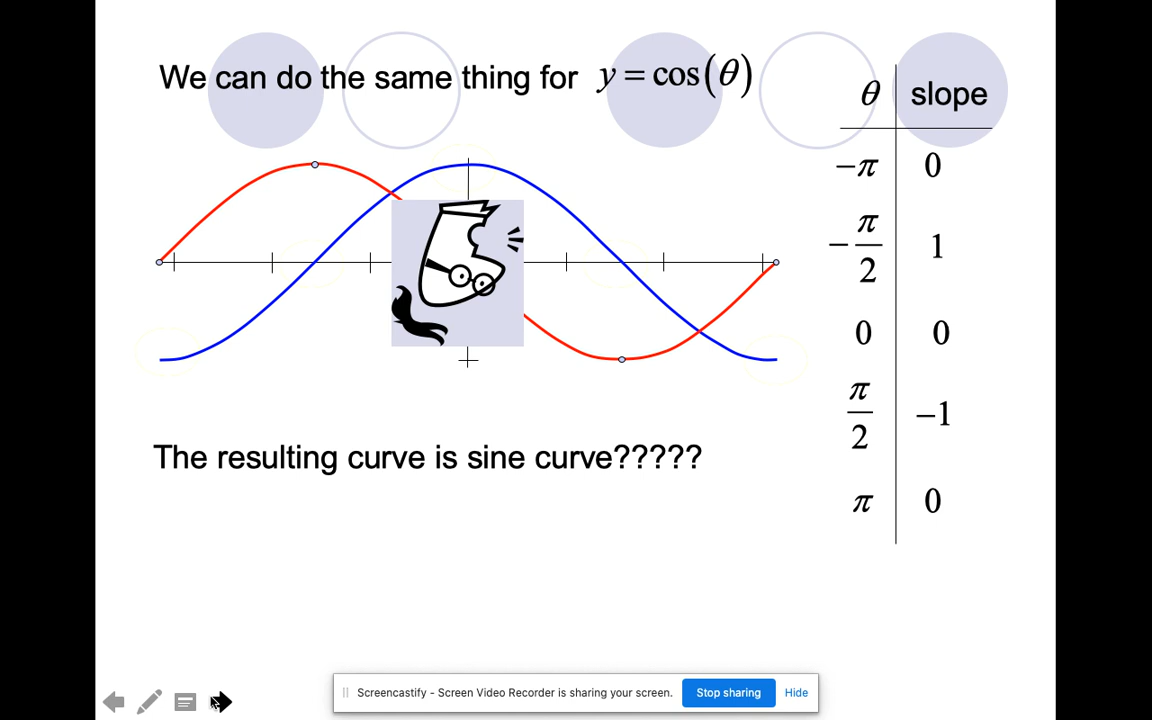 We can do the same thing for y = cos(θ)
θ slope
−π 0
−π/2 1
0 0
π/2 −1
π 0
The resulting curve is sine curve?????
Screencastify - Screen Video Recorder is sharing your screen. Stop sharing Hide